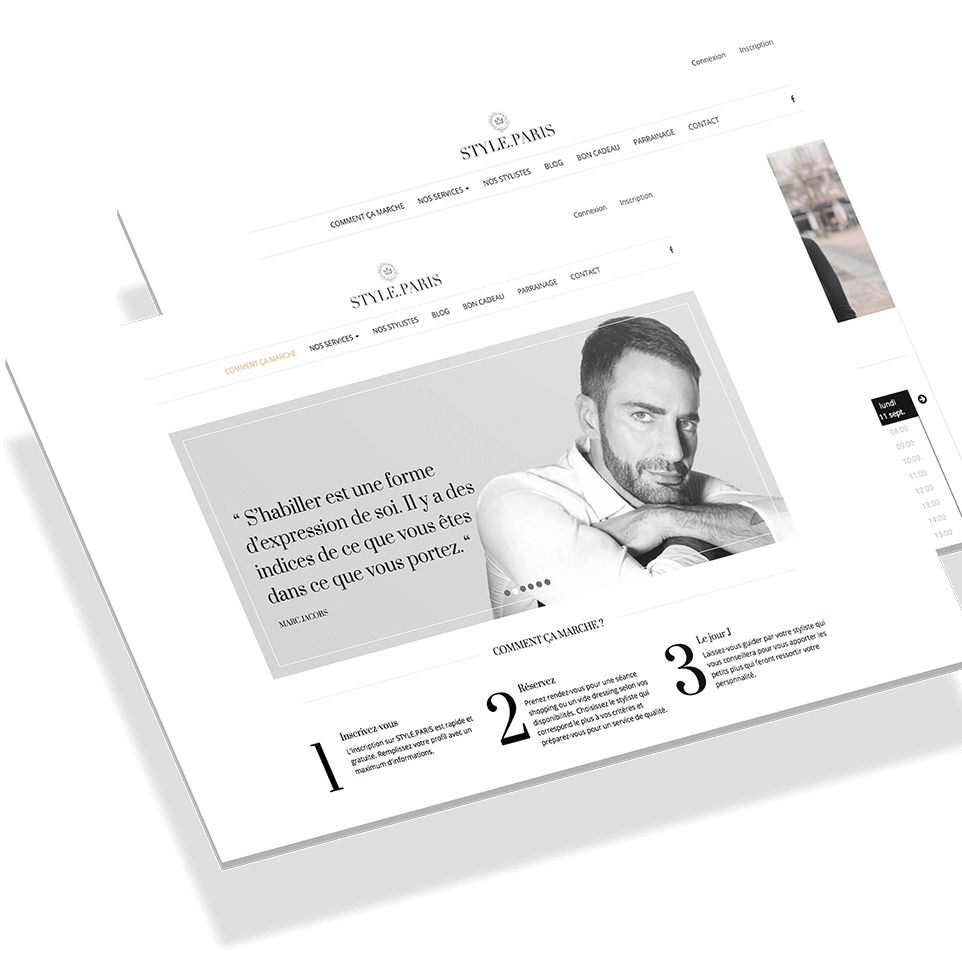 Connexion Inscription
STYLE.PARIS
COMMENT ÇA MARCHE NOS SERVICES NOS STYLISTES BLOG BON CADEAU PARRAINAGE CONTACT
Connexion Inscription
STYLE.PARIS
COMMENT ÇA MARCHE NOS SERVICES NOS STYLISTES BLOG BON CADEAU PARRAINAGE CONTACT
“ S’habiller est une forme
d’expression de soi. Il y a des
indices de ce que vous êtes
dans ce que vous portez.“
MARC JACOBS
COMMENT ÇA MARCHE ?
1
Inscrivez-vous
L'inscription sur STYLE.PARIS est rapide et
gratuite. Remplissez votre profil avec un
maximum d'informations.
2
Réservez
Prenez rendez-vous pour une séance
shopping ou un vide dressing selon vos
disponibilités. Choisissez le styliste qui
correspond le plus à vos critères et
préparez-vous pour un service de qualité.
3
Le jour J
Laissez-vous guider par votre styliste qui
vous conseillera pour vous apporter les
petits plus qui feront ressortir votre
personnalité.
lundi
11 sept.
08:00
09:00
10:00
11:00
12:00
13:00
14:00
15:00